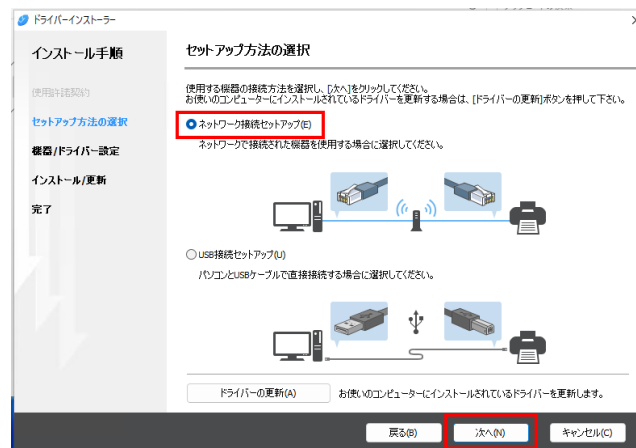 ドライバーインストーラー
インストール手順
使用許諾契約
セットアップ方法の選択
機器/ドライバー設定
インストール/更新
完了
セットアップ方法の選択
使用する機器の接続方法を選択し、[次へ]をクリックしてください。
お使いのコンピューターにインストールされているドライバーを更新する場合は、[ドライバーの更新]ボタンを押して下さい。
ネットワーク接続セットアップ(E)
ネットワークで接続された機器を使用する場合に選択してください。
USB接続セットアップ(U)
パソコンとUSBケーブルで直接接続する場合に選択してください。
ドライバーの更新(A)
お使いのコンピューターにインストールされているドライバーを更新します。
戻る(B)
次へ(N)
キャンセル(C)